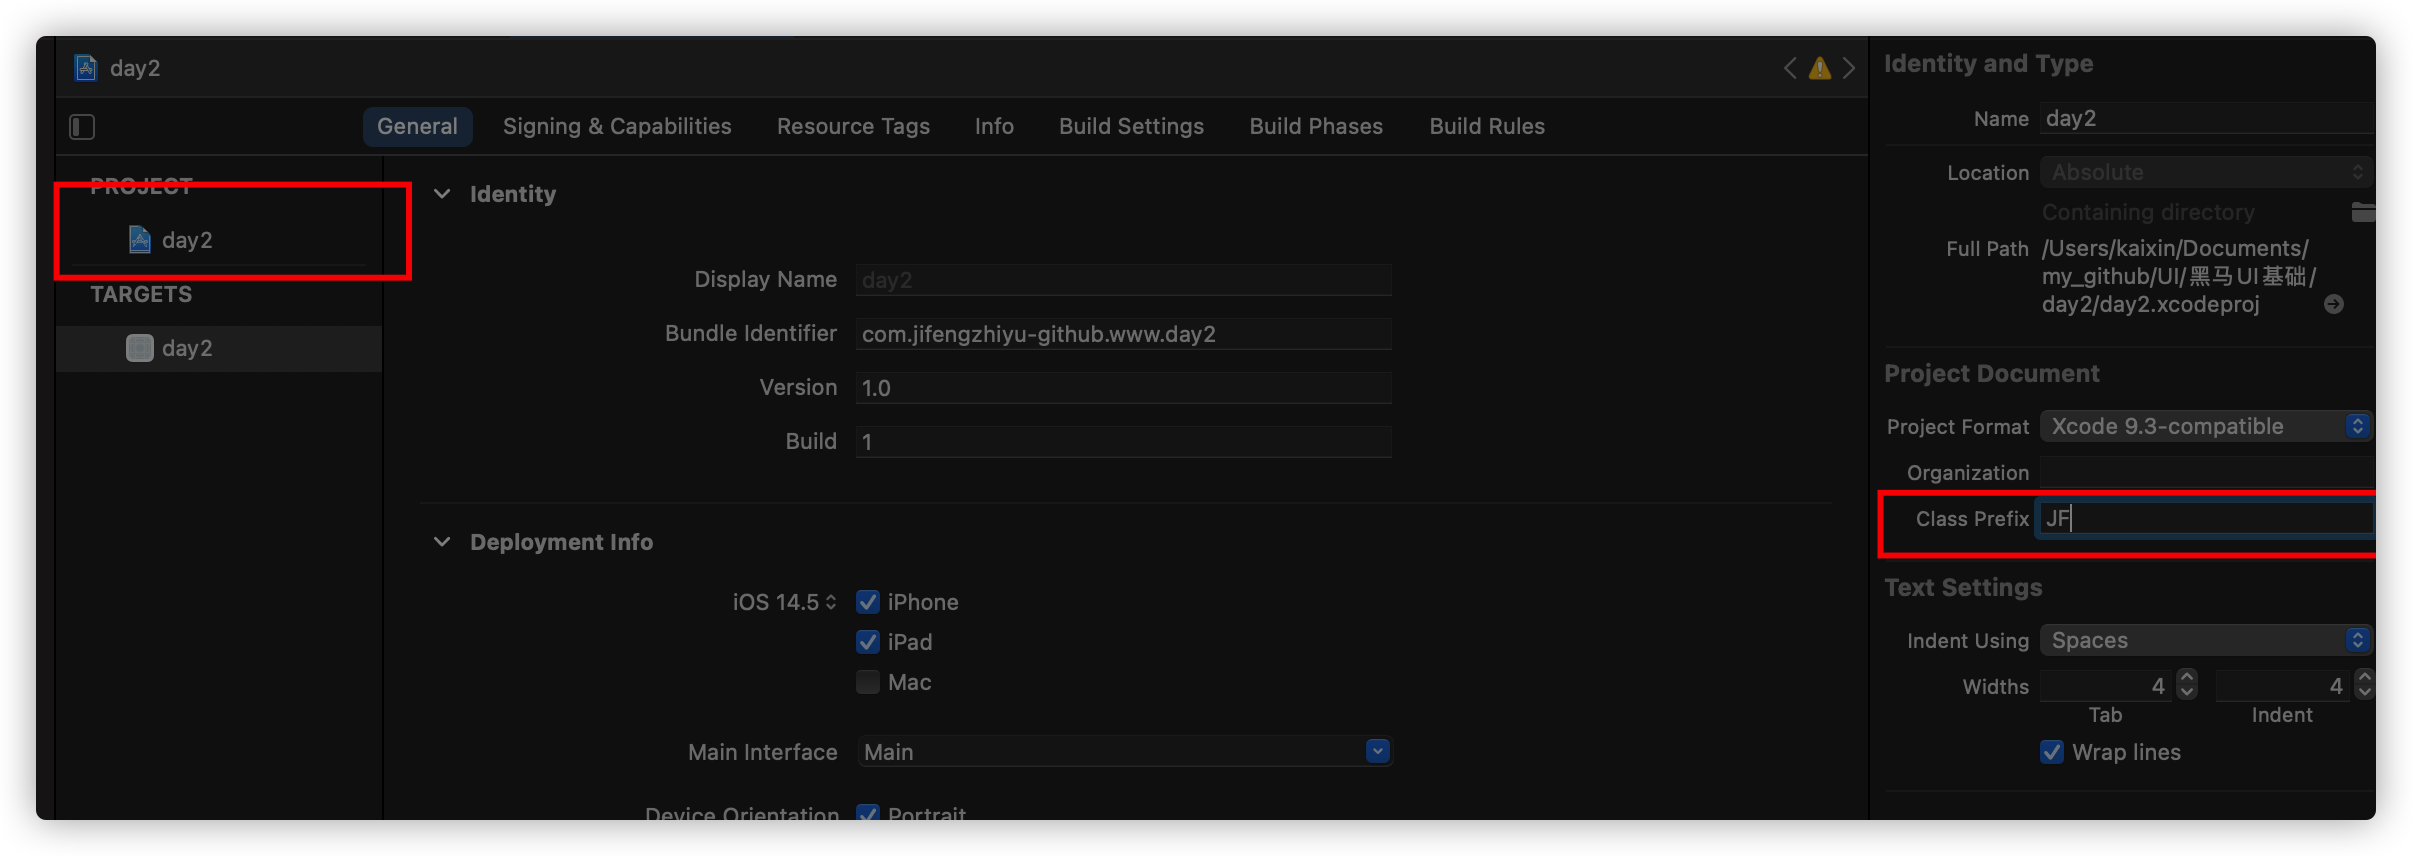 day2
General
Signing & Capabilities
Resource Tags
Info
Build Settings
Build Phases
Build Rules
PROJECT
day2
TARGETS
day2
Identity
Display Name
day2
Bundle Identifier
com.jifengzhiyu-github.www.day2
Version
1.0
Build
1
Deployment Info
iOS 14.5
iPhone
iPad
Mac
Main Interface
Main
Device Orientation
Portrait
Identity and Type
Name
day2
Location
Absolute
Containing directory
Full Path
/Users/kaixin/Documents/
my_github/UI/黑马UI基础/
day2/day2.xcodeproj
Project Document
Project Format
Xcode 9.3-compatible
Organization
Class Prefix
JF
Text Settings
Indent Using
Spaces
Widths
4
4
Tab
Indent
Wrap lines